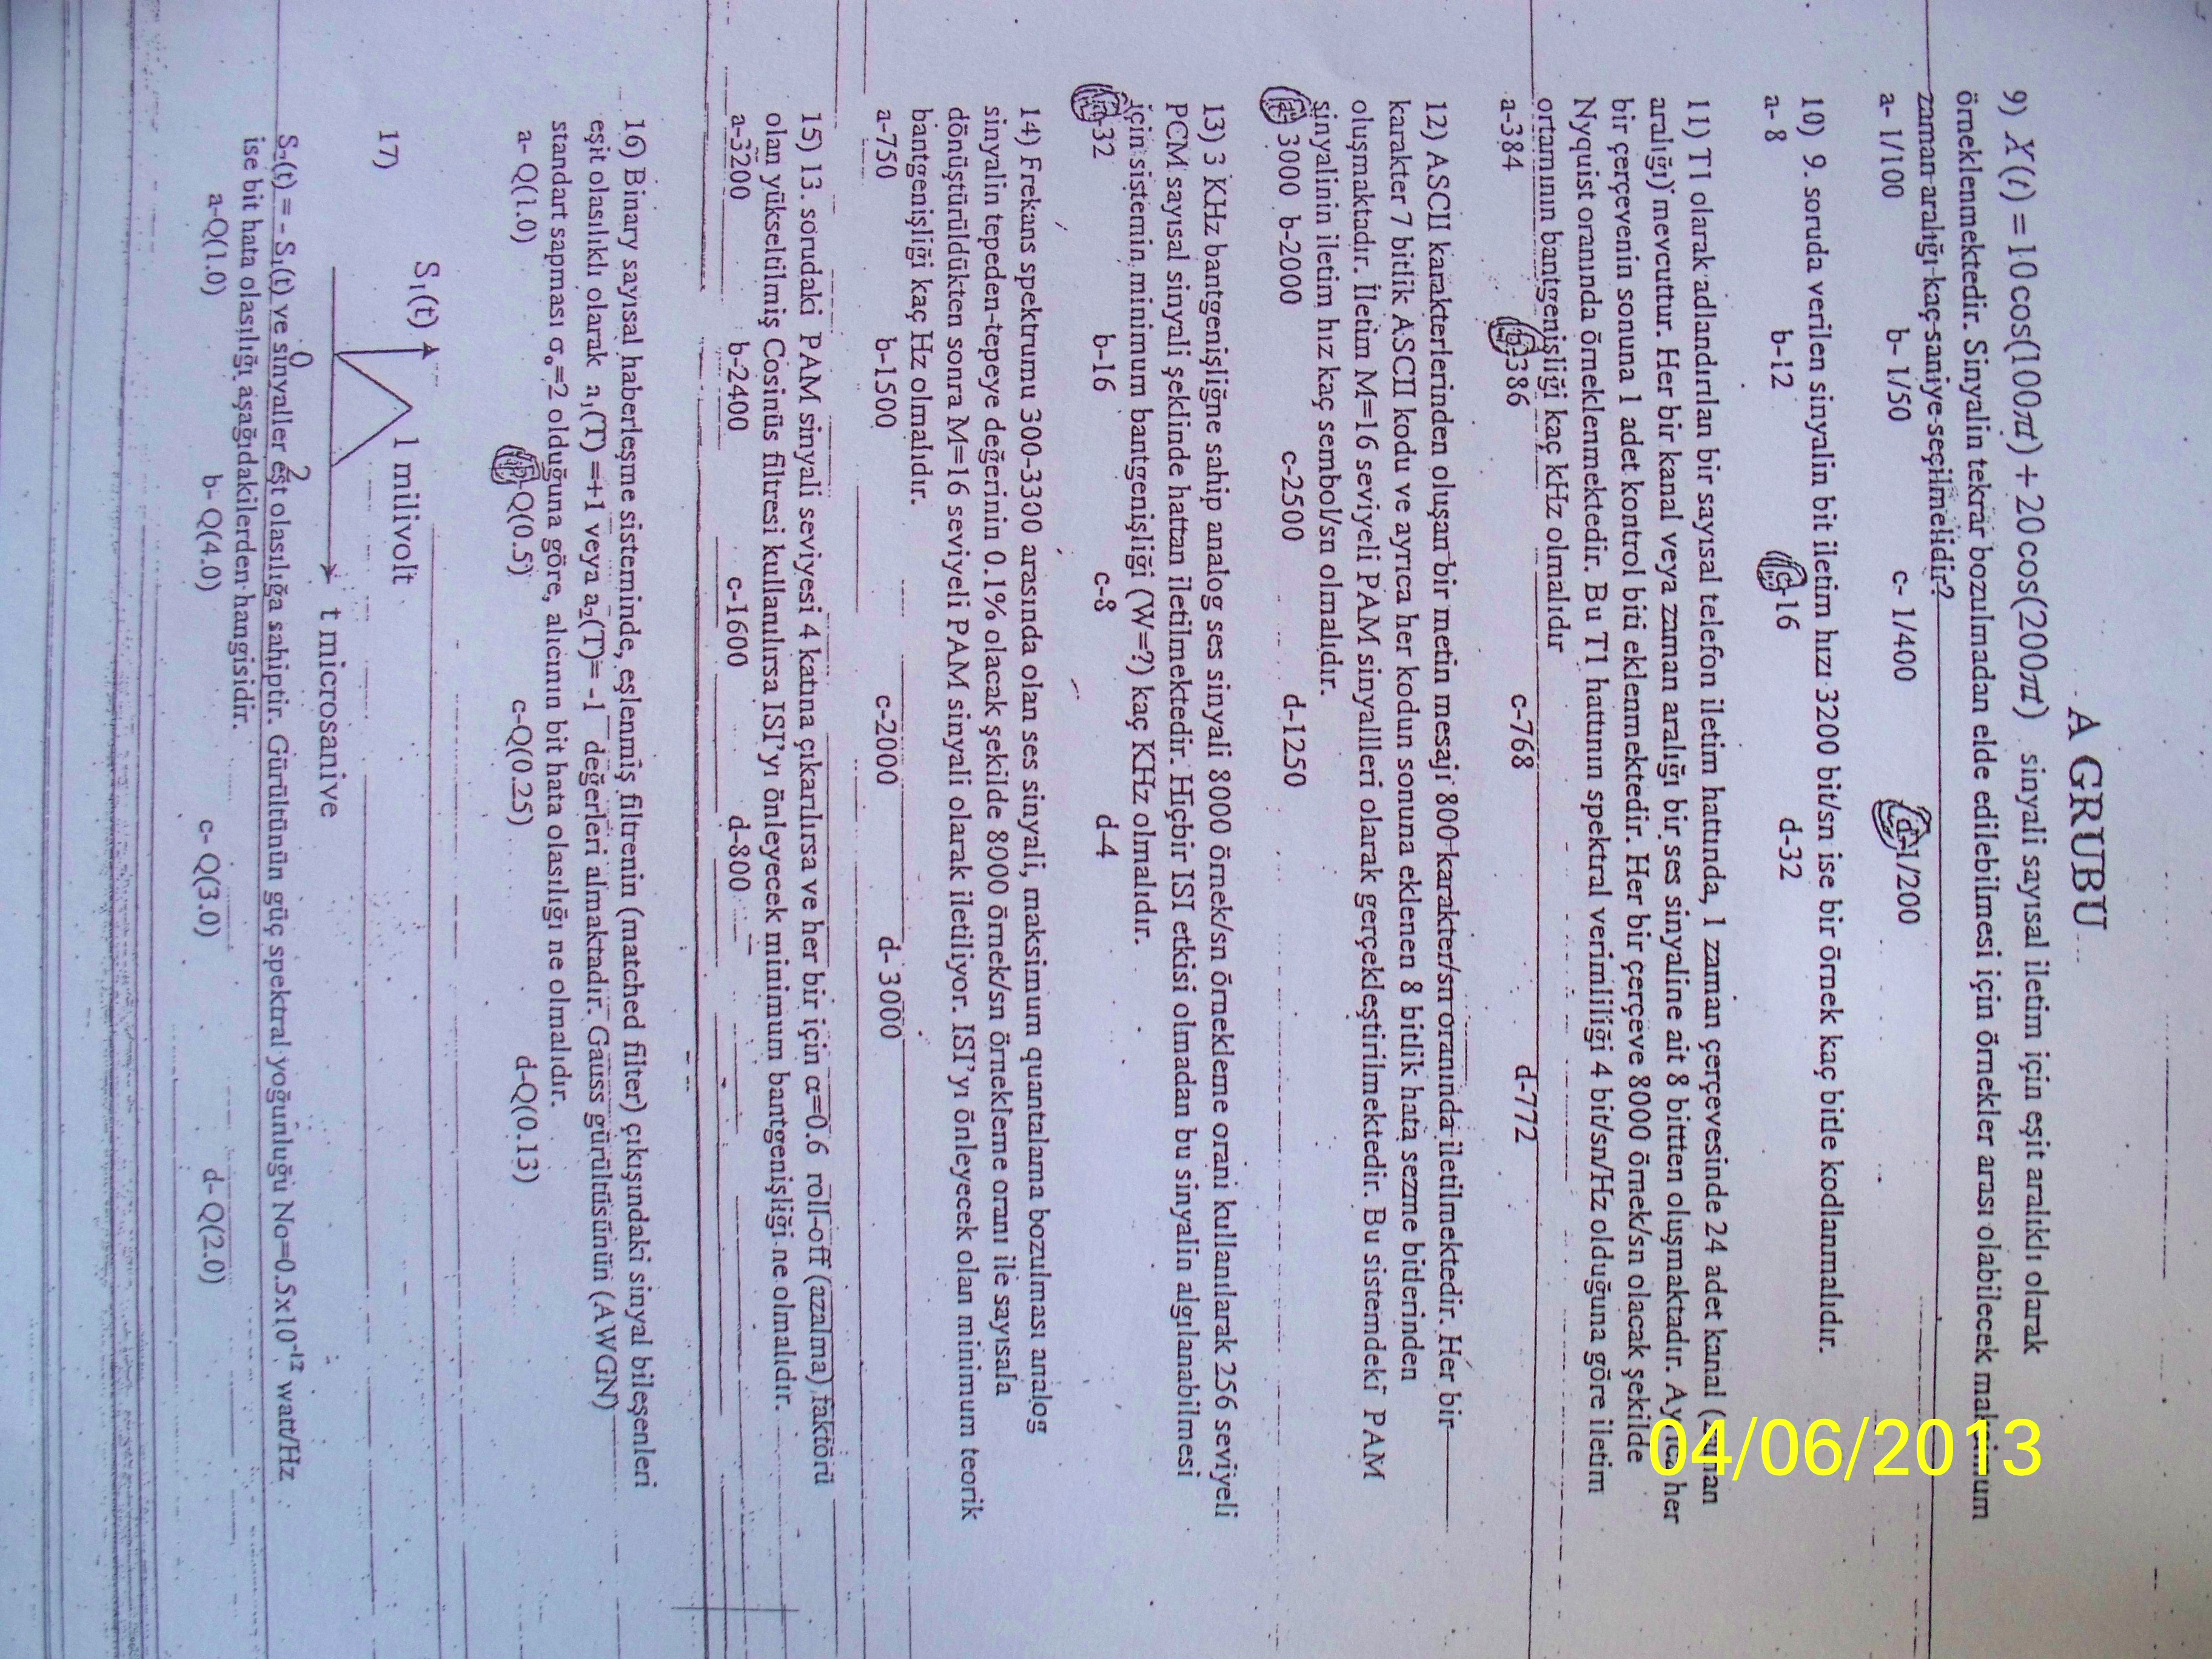 A GRUBU
9) X(t) = 10 cos(100πt) + 20 cos(200πt) sinyali sayısal iletim için eşit aralıklı olarak
örneklenmektedir. Sinyalin tekrar bozulmadan elde edilebilmesi için örnekler arası olabilecek maksimum
zaman aralığı kaç saniye seçilmelidir?
a- 1/100 b- 1/50 c- 1/400 d-1/200
10) 9. soruda verilen sinyalin bit iletim hızı 3200 bit/sn ise bir örnek kaç bitle kodlanmalıdır.
a- 8 b-12 c-16 d-32
11) T1 olarak adlandırılan bir sayısal telefon iletim hattında, 1 zaman çerçevesinde 24 adet kanal (zaman
aralığı) mevcuttur. Her bir kanal veya zaman aralığı bir ses sinyaline ait 8 bittten oluşmaktadır. Ayrıca her
bir çerçevenin sonuna 1 adet kontrol biti eklenmektedir. Her bir çerçeve 8000 örnek/sn olacak şekilde
Nyquist oranında örneklenmektedir. Bu T1 hattının spektral verimliliği 4 bit/sn/Hz olduğuna göre iletim
ortamının bantgenişliği kaç kHz olmalıdır
a-384 b-386 c-768 d-772
12) ASCII karakterlerinden oluşan bir metin mesajı 800 karakter/sn oranında iletilmektedir. Her bir
karakter 7 bitlik ASCII kodu ve ayrıca her kodun sonuna eklenen 8 bitlik hata sezme bitlerinden
oluşmaktadır. İletim M=16 seviyeli PAM sinyallleri olarak gerçekleştirilmektedir. Bu sistemdeki PAM
sinyalinin iletim hız kaç sembol/sn olmalıdır.
a- 3000 b-2000 c-2500 d-1250
13) 3 KHz bantgenişliğne sahip analog ses sinyali 8000 örnek/sn örnekleme oranı kullanılarak 256 seviyeli
PCM sayısal sinyali şeklinde hattan iletilmektedir. Hiçbir ISI etkisi olmadan bu sinyalin algılanabilmesi
için sistemin minimum bantgenişliği (W=?) kaç KHz olmalıdır.
a-32 b-16 c-8 d-4
14) Frekans spektrumu 300-3300 arasında olan ses sinyali, maksimum quantalama bozulması analog
sinyalin tepeden-tepeye değerinin 0.1% olacak şekilde 8000 örnek/sn örnekleme oranı ile sayısala
dönüştürüldükten sonra M=16 seviyeli PAM sinyali olarak iletiliyor. ISI'yı önleyecek olan minimum teorik
bantgenişliği kaç Hz olmalıdır.
a-750 b-1500 c-2000 d- 3000
15) 13. sorudaki PAM sinyali seviyesi 4 katına çıkarılırsa ve her bir için α=0.6 roll-off (azalma) faktörü
olan yükseltilmiş Cosinüs filtresi kullanılırsa ISI'yı önleyecek minimum bantgenişliği ne olmalıdır.
a-3200 b-2400 c-1600 d-800
16) Binary sayısal haberleşme sisteminde, eşlenmiş filtrenin (matched filter) çıkışındaki sinyal bileşenleri
eşit olasılıklı olarak a₁(T) =+1 veya a₂(T)= -1 değerleri almaktadır. Gauss gürültüsünün (AWGN)
standart sapması σₒ=2 olduğuna göre, alıcının bit hata olasılığı ne olmalıdır.
a- Q(1.0) b-Q(0.5) c-Q(0.25) d-Q(0.13)
17)
S₁(t)
1 milivolt
t microsaniye
0 2
S₂(t) = - S₁(t) ve sinyaller eşt olasılığa sahiptir. Gürültünün güç spektral yoğunluğu No=0.5x10⁻¹² watt/Hz
ise bit hata olasılığı aşağıdakilerden hangisidir.
a-Q(1.0) b- Q(4.0) c- Q(3.0) d- Q(2.0)
04/06/2013